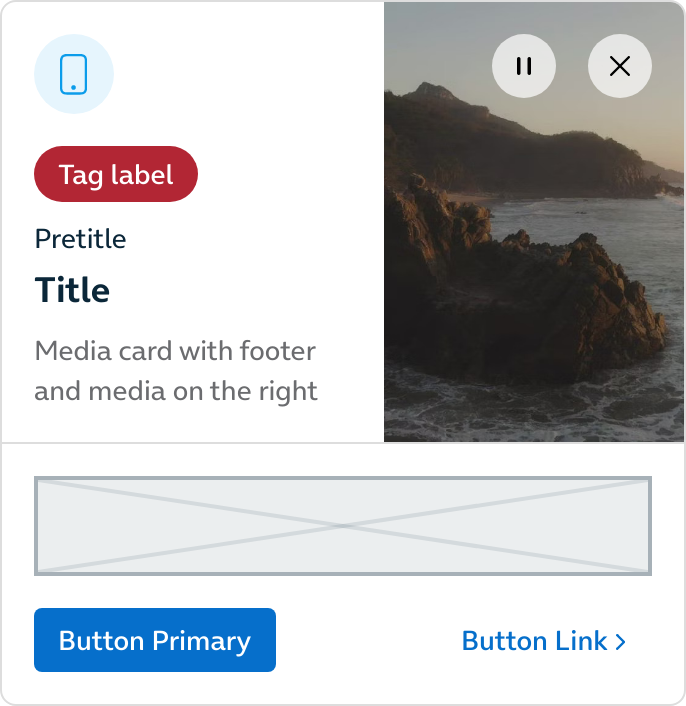 Tag label
Pretitle
Title
Media card with footer
and media on the right
Button Primary
Button Link